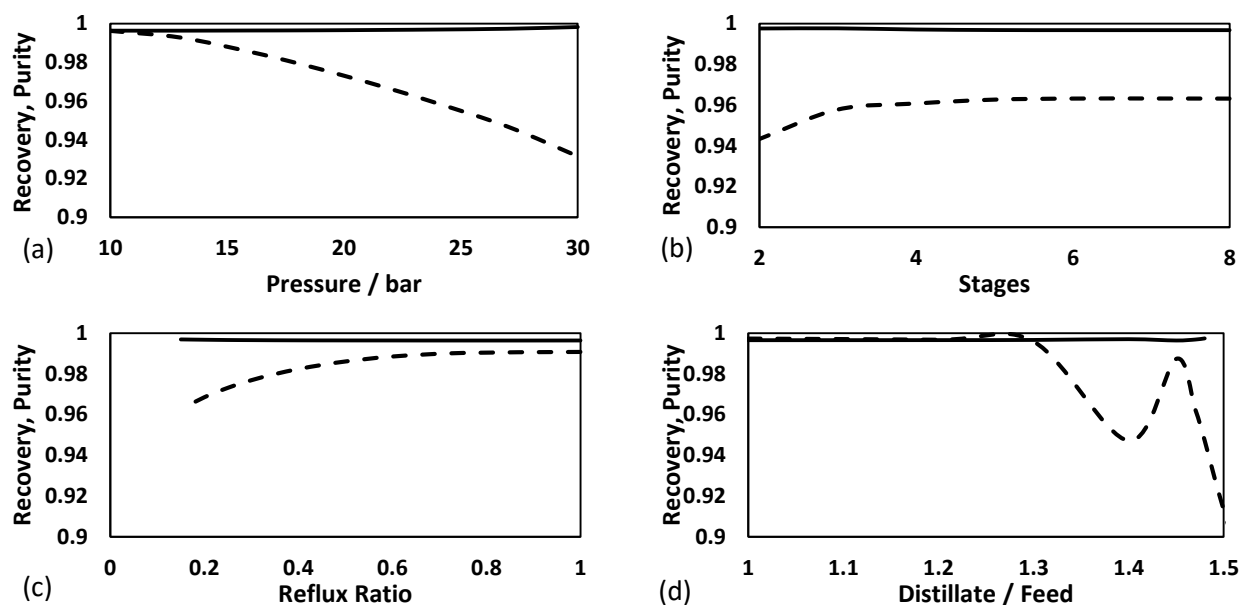 Recovery, Purity
1
0.98
0.96
0.94
0.92
0.9
10 15 20 25 30
Pressure / bar
(a)
Recovery, Purity
1
0.98
0.96
0.94
0.92
0.9
2 4 6 8
Stages
(b)
Recovery, Purity
1
0.98
0.96
0.94
0.92
0.9
0 0.2 0.4 0.6 0.8 1
Reflux Ratio
(c)
Recovery, Purity
1
0.98
0.96
0.94
0.92
0.9
1 1.1 1.2 1.3 1.4 1.5
Distillate / Feed
(d)